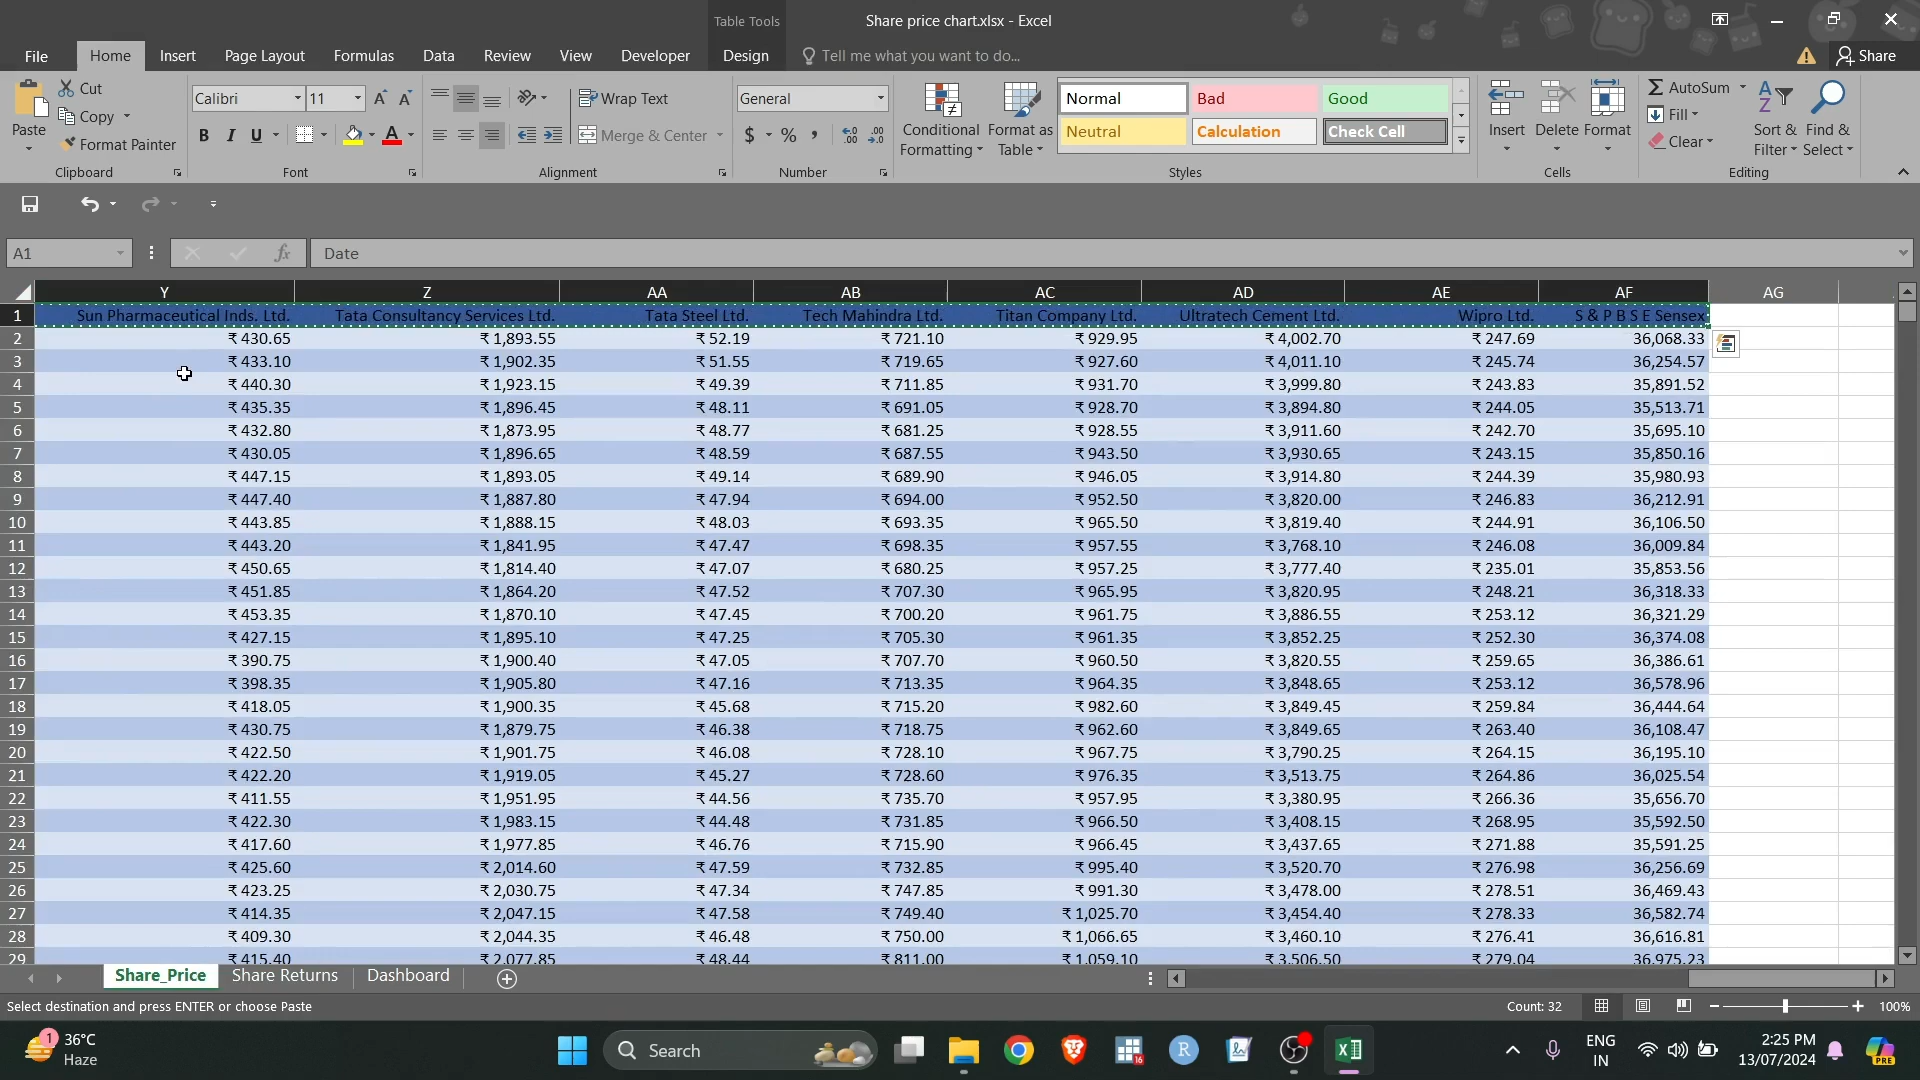 Table Tools
Share price chart.xlsx - Excel
File Home Insert Page Layout Formulas Data Review View Developer Design Tell me what you want to do... Share
Paste
Cut
Copy
Format Painter
Clipboard
Calibri 11
B I U
Font
Wrap Text
Merge & Center
Alignment
General
$ % ,
Number
Conditional Formatting
Format as Table
Normal Bad Good
Neutral Calculation Check Cell
Styles
Insert Delete Format
Cells
AutoSum
Fill
Clear
Sort & Filter
Find & Select
Editing
A1 fx Date
Y Z AA AB AC AD AE AF AG
1 Sun Pharmaceutical Inds. Ltd. Tata Consultancy Services Ltd. Tata Steel Ltd. Tech Mahindra Ltd. Titan Company Ltd. Ultratech Cement Ltd. Wipro Ltd. S & P B S E Sensex
2 ₹ 430.65 ₹ 1,893.55 ₹ 52.19 ₹ 721.10 ₹ 929.95 ₹ 4,002.70 ₹ 247.69 36,068.33
3 ₹ 433.10 ₹ 1,902.35 ₹ 51.55 ₹ 719.65 ₹ 927.60 ₹ 4,011.10 ₹ 245.74 36,254.57
4 ₹ 440.30 ₹ 1,923.15 ₹ 49.39 ₹ 711.85 ₹ 931.70 ₹ 3,999.80 ₹ 243.83 35,891.52
5 ₹ 435.35 ₹ 1,896.45 ₹ 48.11 ₹ 691.05 ₹ 928.70 ₹ 3,894.80 ₹ 244.05 35,513.71
6 ₹ 432.80 ₹ 1,873.95 ₹ 48.77 ₹ 681.25 ₹ 928.55 ₹ 3,911.60 ₹ 242.70 35,695.10
7 ₹ 430.05 ₹ 1,896.65 ₹ 48.59 ₹ 687.55 ₹ 943.50 ₹ 3,930.65 ₹ 243.15 35,850.16
8 ₹ 447.15 ₹ 1,893.05 ₹ 49.14 ₹ 689.90 ₹ 946.05 ₹ 3,914.80 ₹ 244.39 35,980.93
9 ₹ 447.40 ₹ 1,887.80 ₹ 47.94 ₹ 694.00 ₹ 952.50 ₹ 3,820.00 ₹ 246.83 36,212.91
10 ₹ 443.85 ₹ 1,888.15 ₹ 48.03 ₹ 693.35 ₹ 965.50 ₹ 3,819.40 ₹ 244.91 36,106.50
11 ₹ 443.20 ₹ 1,841.95 ₹ 47.47 ₹ 698.35 ₹ 957.55 ₹ 3,768.10 ₹ 246.08 36,009.84
12 ₹ 450.65 ₹ 1,814.40 ₹ 47.07 ₹ 680.25 ₹ 957.25 ₹ 3,777.40 ₹ 235.01 35,853.56
13 ₹ 451.85 ₹ 1,864.20 ₹ 47.52 ₹ 707.30 ₹ 965.95 ₹ 3,820.95 ₹ 248.21 36,318.33
14 ₹ 453.35 ₹ 1,870.10 ₹ 47.45 ₹ 700.20 ₹ 961.75 ₹ 3,886.55 ₹ 253.12 36,321.29
15 ₹ 427.15 ₹ 1,895.10 ₹ 47.25 ₹ 705.30 ₹ 961.35 ₹ 3,852.25 ₹ 252.30 36,374.08
16 ₹ 390.75 ₹ 1,900.40 ₹ 47.05 ₹ 707.70 ₹ 960.50 ₹ 3,820.55 ₹ 259.65 36,386.61
17 ₹ 398.35 ₹ 1,905.80 ₹ 47.16 ₹ 713.35 ₹ 964.35 ₹ 3,848.65 ₹ 253.12 36,578.96
18 ₹ 418.05 ₹ 1,900.35 ₹ 45.68 ₹ 715.20 ₹ 982.60 ₹ 3,849.45 ₹ 259.84 36,444.64
19 ₹ 430.75 ₹ 1,879.75 ₹ 46.38 ₹ 718.75 ₹ 962.60 ₹ 3,849.65 ₹ 263.40 36,108.47
20 ₹ 422.50 ₹ 1,901.75 ₹ 46.08 ₹ 728.10 ₹ 967.75 ₹ 3,790.25 ₹ 264.15 36,195.10
21 ₹ 422.20 ₹ 1,919.05 ₹ 45.27 ₹ 728.60 ₹ 976.35 ₹ 3,513.75 ₹ 264.86 36,025.54
22 ₹ 411.55 ₹ 1,951.95 ₹ 44.56 ₹ 735.70 ₹ 957.95 ₹ 3,380.95 ₹ 266.36 35,656.70
23 ₹ 422.30 ₹ 1,983.15 ₹ 44.48 ₹ 731.85 ₹ 966.50 ₹ 3,408.15 ₹ 268.95 35,592.50
24 ₹ 417.60 ₹ 1,977.85 ₹ 46.76 ₹ 715.90 ₹ 966.45 ₹ 3,437.65 ₹ 271.88 35,591.25
25 ₹ 425.60 ₹ 2,014.60 ₹ 47.59 ₹ 732.85 ₹ 995.40 ₹ 3,520.70 ₹ 276.98 36,256.69
26 ₹ 423.25 ₹ 2,030.75 ₹ 47.34 ₹ 747.85 ₹ 991.30 ₹ 3,478.00 ₹ 278.51 36,469.43
27 ₹ 414.35 ₹ 2,047.15 ₹ 47.58 ₹ 749.40 ₹ 1,025.70 ₹ 3,454.40 ₹ 278.33 36,582.74
28 ₹ 409.30 ₹ 2,044.35 ₹ 46.48 ₹ 750.00 ₹ 1,066.65 ₹ 3,460.10 ₹ 276.41 36,616.81
29 ₹ 415.40 ₹ 2,077.85 ₹ 48.44 ₹ 811.00 ₹ 1,059.10 ₹ 3,506.50 ₹ 279.04 36,975.23
Share_Price Share Returns Dashboard
Select destination and press ENTER or choose Paste Count: 32 100%
36°C
Haze
Search
ENG
IN
2:25 PM
13/07/2024